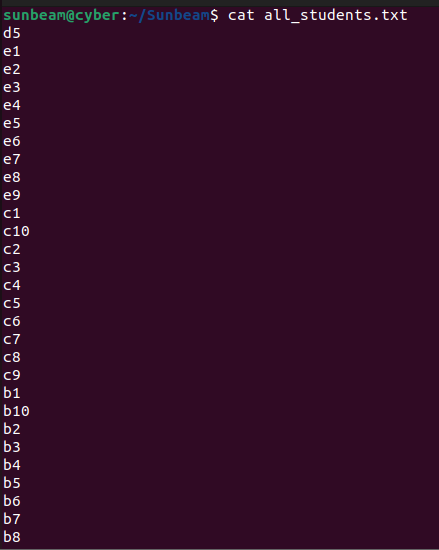 sunbeam@cyber:~/Sunbeam$ cat all_students.txt
d5
e1
e2
e3
e4
e5
e6
e7
e8
e9
c1
c10
c2
c3
c4
c5
c6
c7
c8
c9
b1
b10
b2
b3
b4
b5
b6
b7
b8